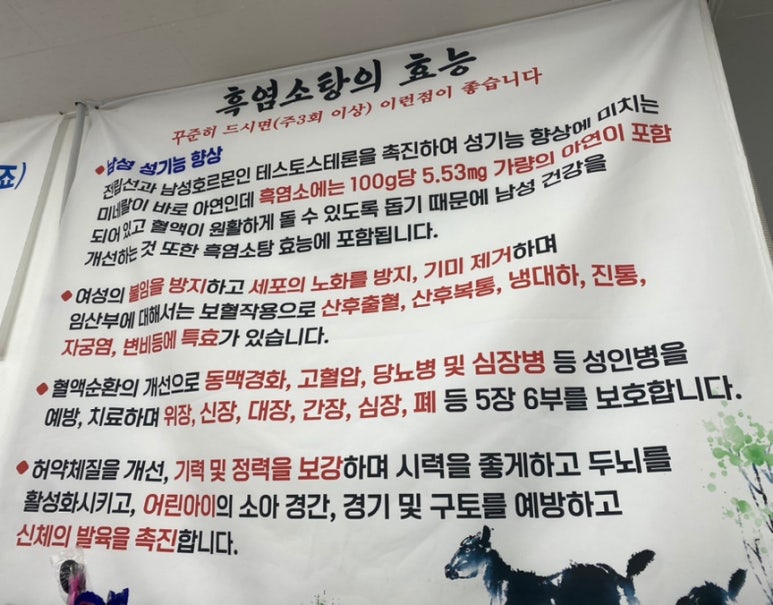 흑염소탕의 효능
꾸준히 드시면(주3회 이상) 이런점이 좋습니다
남성 성기능 향상
전립선과 남성호르몬인 테스토스테론을 촉진하여 성기능 향상에 미치는
미네랄이 바로 아연인데 흑염소에는 100g당 5.53mg 가량의 아연이 포함
되어 있고 혈액이 원활하게 돌 수 있도록 돕기 때문에 남성 건강을
개선하는 것 또한 흑염소탕 효능에 포함됩니다.
여성의 불임을 방지하고 세포의 노화를 방지, 기미 제거하며
임산부에 대해서는 보혈작용으로 산후출혈, 산후복통, 냉대하, 진통,
자궁염, 변비등에 특효가 있습니다.
혈액순환의 개선으로 동맥경화, 고혈압, 당뇨병 및 심장병 등 성인병을
예방, 치료하며 위장, 신장, 대장, 간장, 심장, 폐 등 5장 6부를 보호합니다.
허약체질을 개선, 기력 및 정력을 보강하며 시력을 좋게하고 두뇌를
활성화시키고, 어린아이의 소아 경간, 경기 및 구토를 예방하고
신체의 발육을 촉진합니다.
죠)